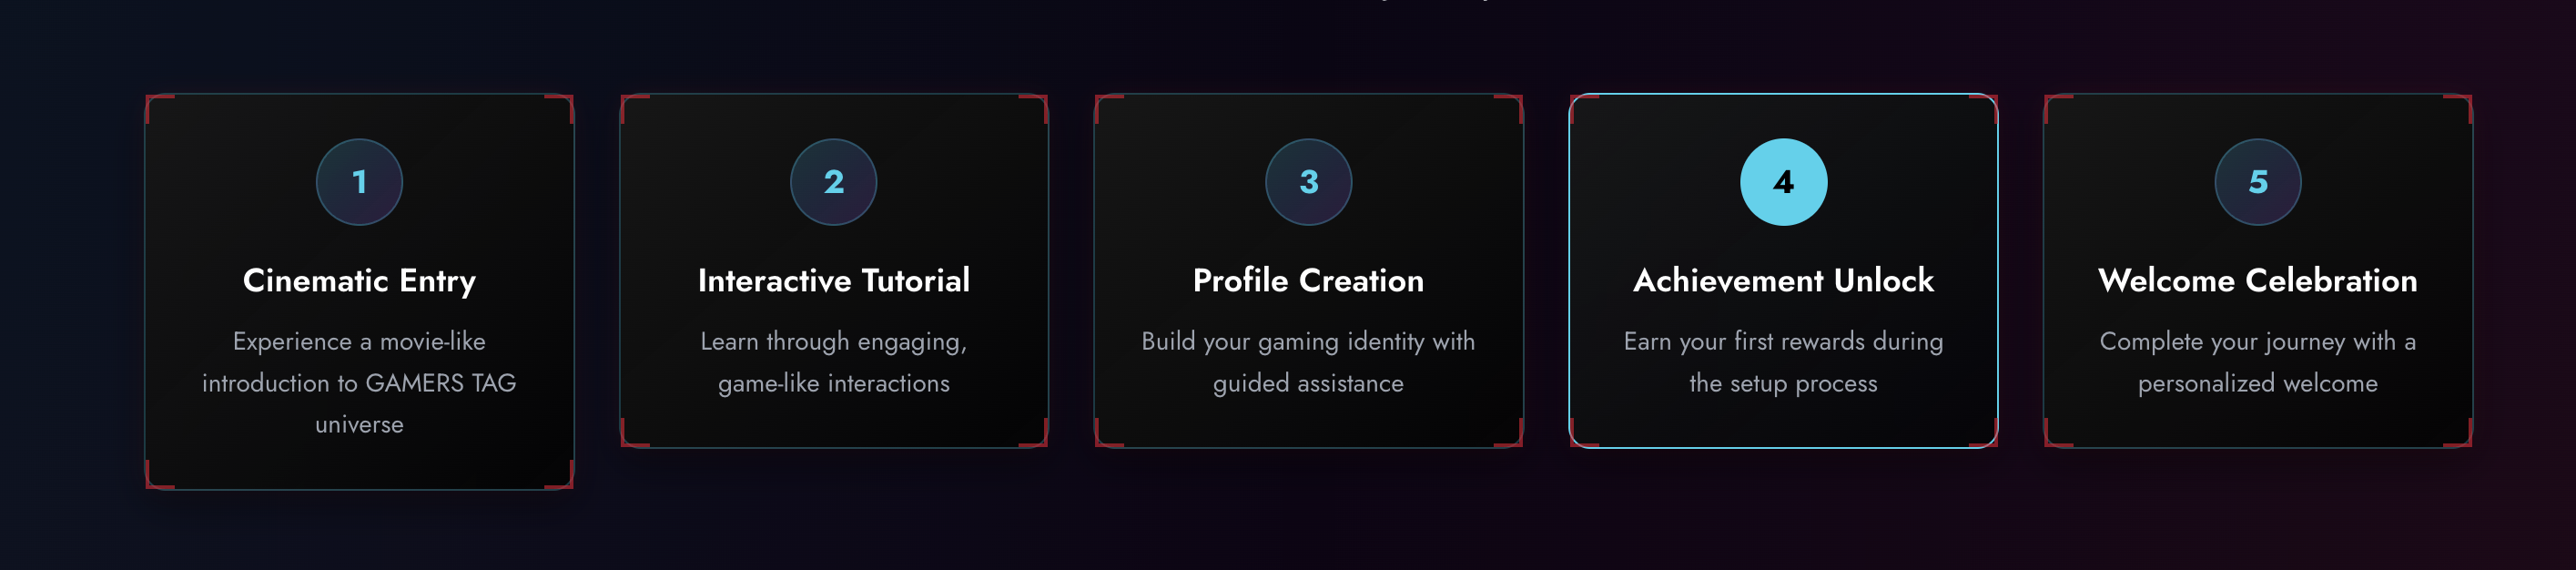 1
Cinematic Entry
Experience a movie-like
introduction to GAMERS TAG
universe
2
Interactive Tutorial
Learn through engaging,
game-like interactions
3
Profile Creation
Build your gaming identity with
guided assistance
4
Achievement Unlock
Earn your first rewards during
the setup process
5
Welcome Celebration
Complete your journey with a
personalized welcome